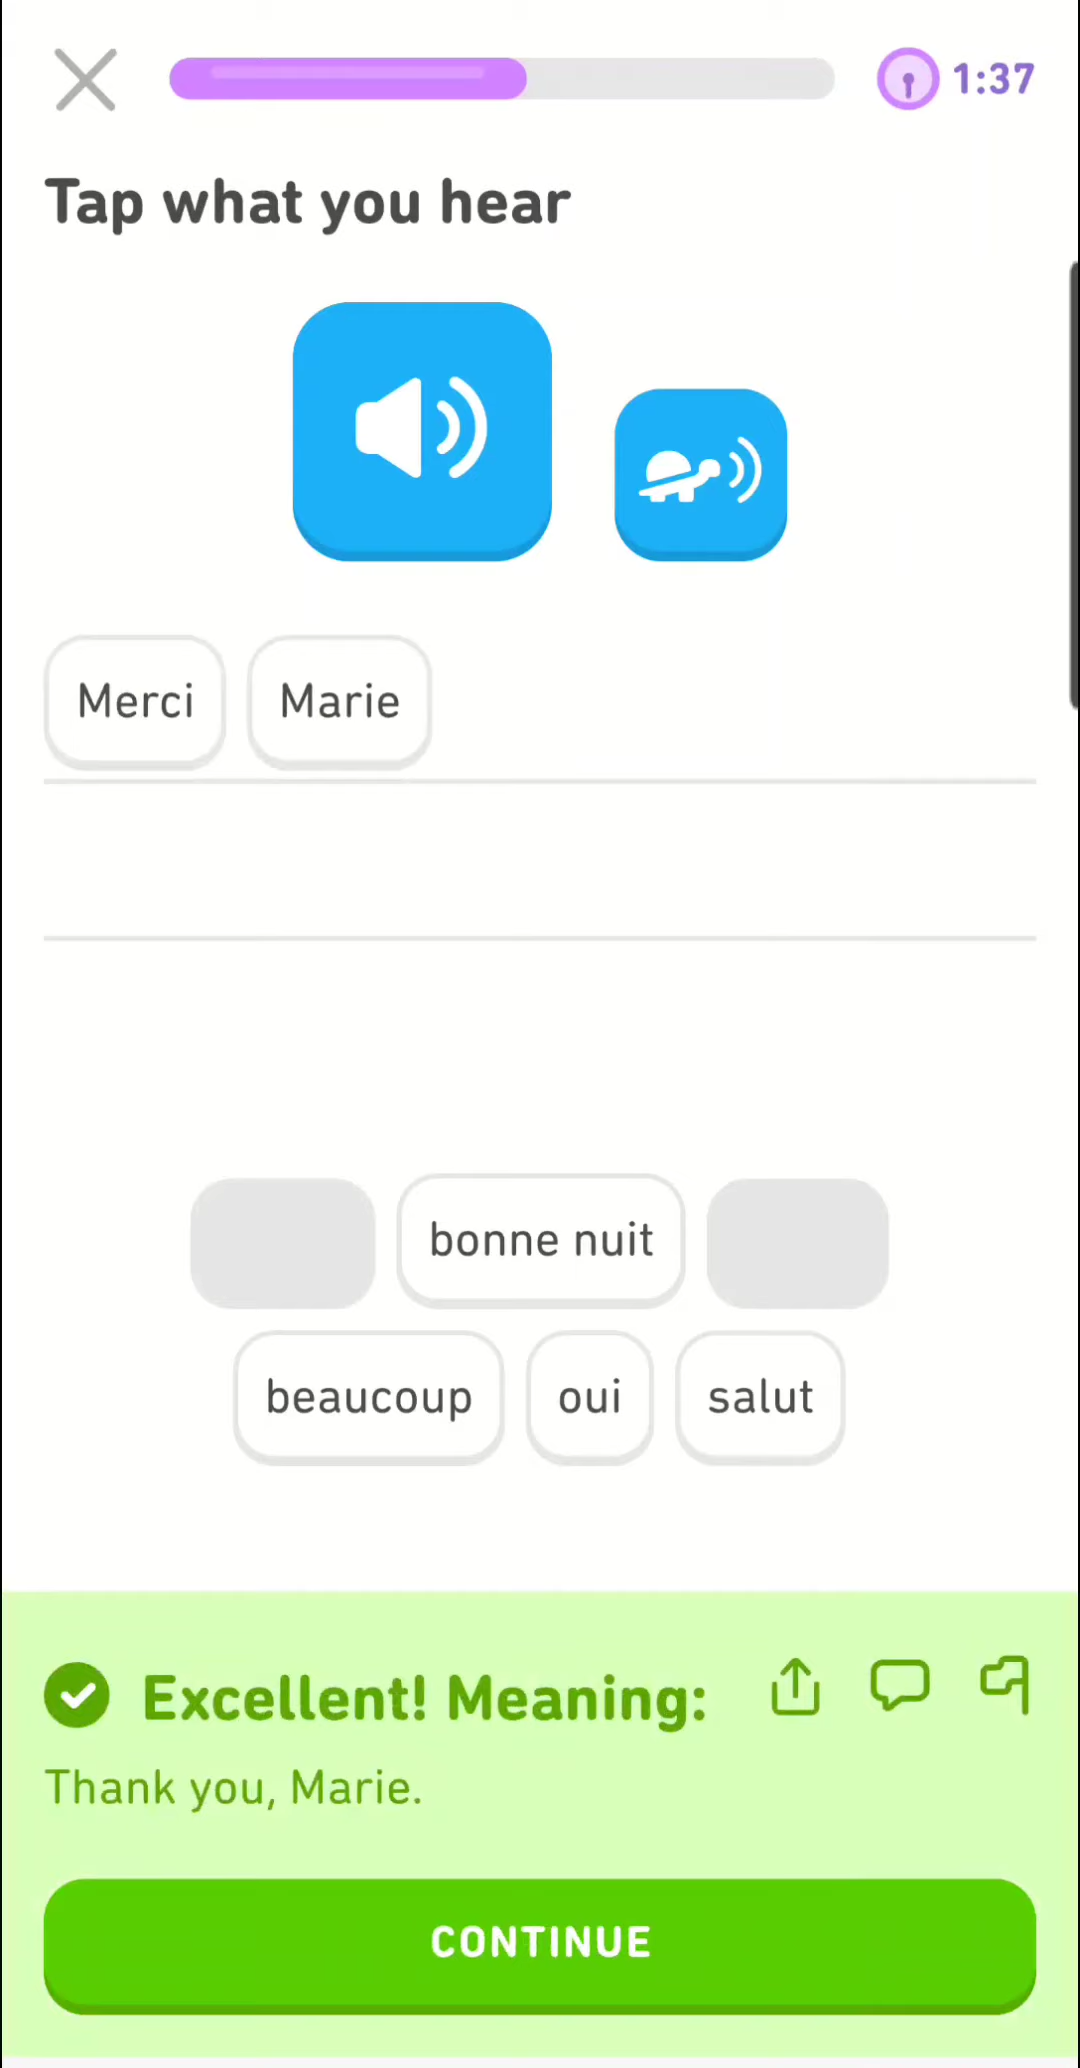 1:37
Tap what you hear
Merci Marie
bonne nuit
beaucoup oui salut
Excellent! Meaning:
Thank you, Marie.
CONTINUE